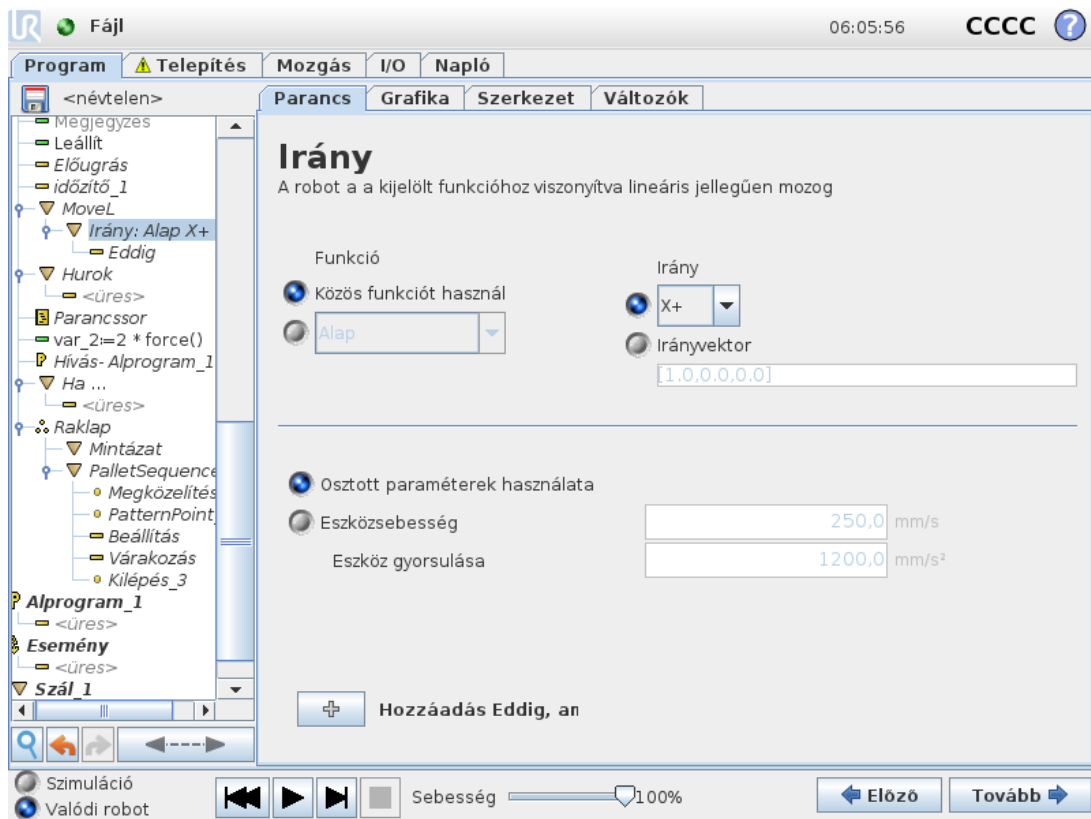 UR Fájl 06:05:56 CCCC ?
Program Telepítés Mozgás I/O Napló
<névtelen> Parancs Grafika Szerkezet Változók
Megjegyzés
Leállít
Előugrás
időzítő_1
MoveL
Irány: Alap X+
Eddig
Hurok
<üres>
Parancssor
var_2:=2 * force()
Hívás- Alprogram_1
Ha ...
<üres>
Raklap
Mintázat
PalletSequence
Megközelítés
PatternPoint_
Beállítás
Várakozás
Kilépés_3
Alprogram_1
<üres>
Esemény
<üres>
Szál_1
Irány
A robot a a kijelölt funkcióhoz viszonyítva lineáris jellegűen mozog
Funkció
Közös funkciót használ
Alap
Irány
X+
Irányvektor
[1.0,0.0,0.0]
Osztott paraméterek használata
Eszközsebesség 250,0 mm/s
Eszköz gyorsulása 1200,0 mm/s²
Hozzáadás Eddig, an
Szimuláció
Valódi robot
Sebesség 100%
Előző
Tovább